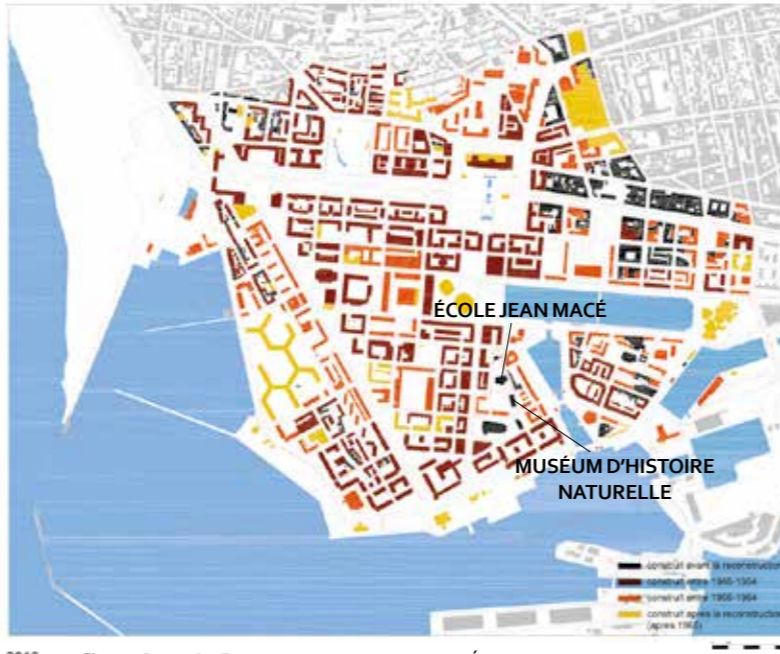 ÉCOLE JEAN MACÉ
MUSÉUM D'HISTOIRE
NATURELLE
construit avant la reconstruction
construit entre 1945-1954
construit entre 1955-1964
construit après la reconstruction
(après 1965)